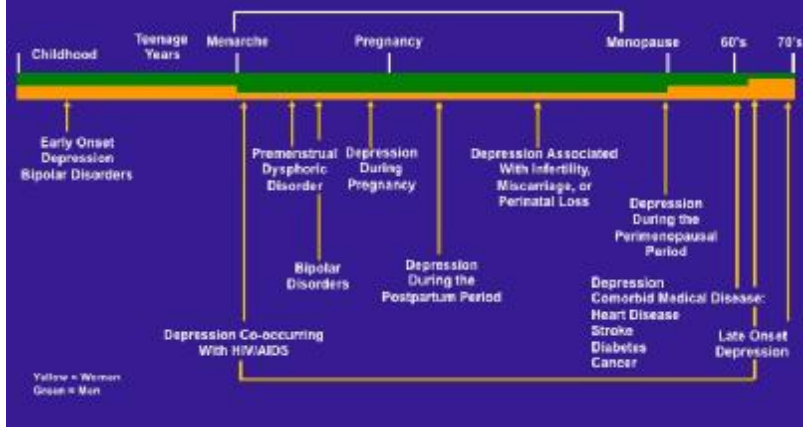 Childhood
Teenage
Years
Menarche
Pregnancy
Menopause
60's
70's
Early Onset
Depression
Bipolar Disorders
Premenstrual
Dysphoric
Disorder
Depression
During
Pregnancy
Depression Associated
With Infertility,
Miscarriage, or
Perinatal Loss
Depression
During the
Perimenopausal
Period
Bipolar
Disorders
Depression
During the
Postpartum Period
Depression
Comorbid Medical Disease:
Heart Disease
Stroke
Diabetes
Cancer
Depression Co-occurring
With HIV/AIDS
Late Onset
Depression
Yellow = Women
Green = Men